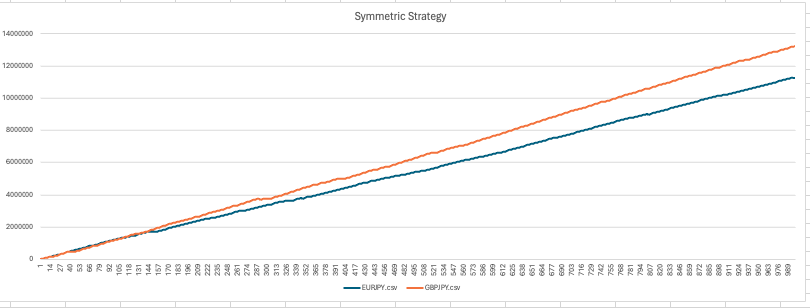 Symmetric Strategy
14000000
12000000
10000000
8000000
6000000
4000000
2000000
0
1 14 27 40 53 66 79 92 105 118 131 144 157 170 183 196 209 222 235 248 261 274 287 300 313 326 339 352 365 378 391 404 417 430 443 456 469 482 495 508 521 534 547 560 573 586 599 612 625 638 651 664 677 690 703 716 729 742 755 768 781 794 807 820 833 846 859 872 885 898 911 924 937 950 963 976 989
EURJPY.csv GBPJPY.csv